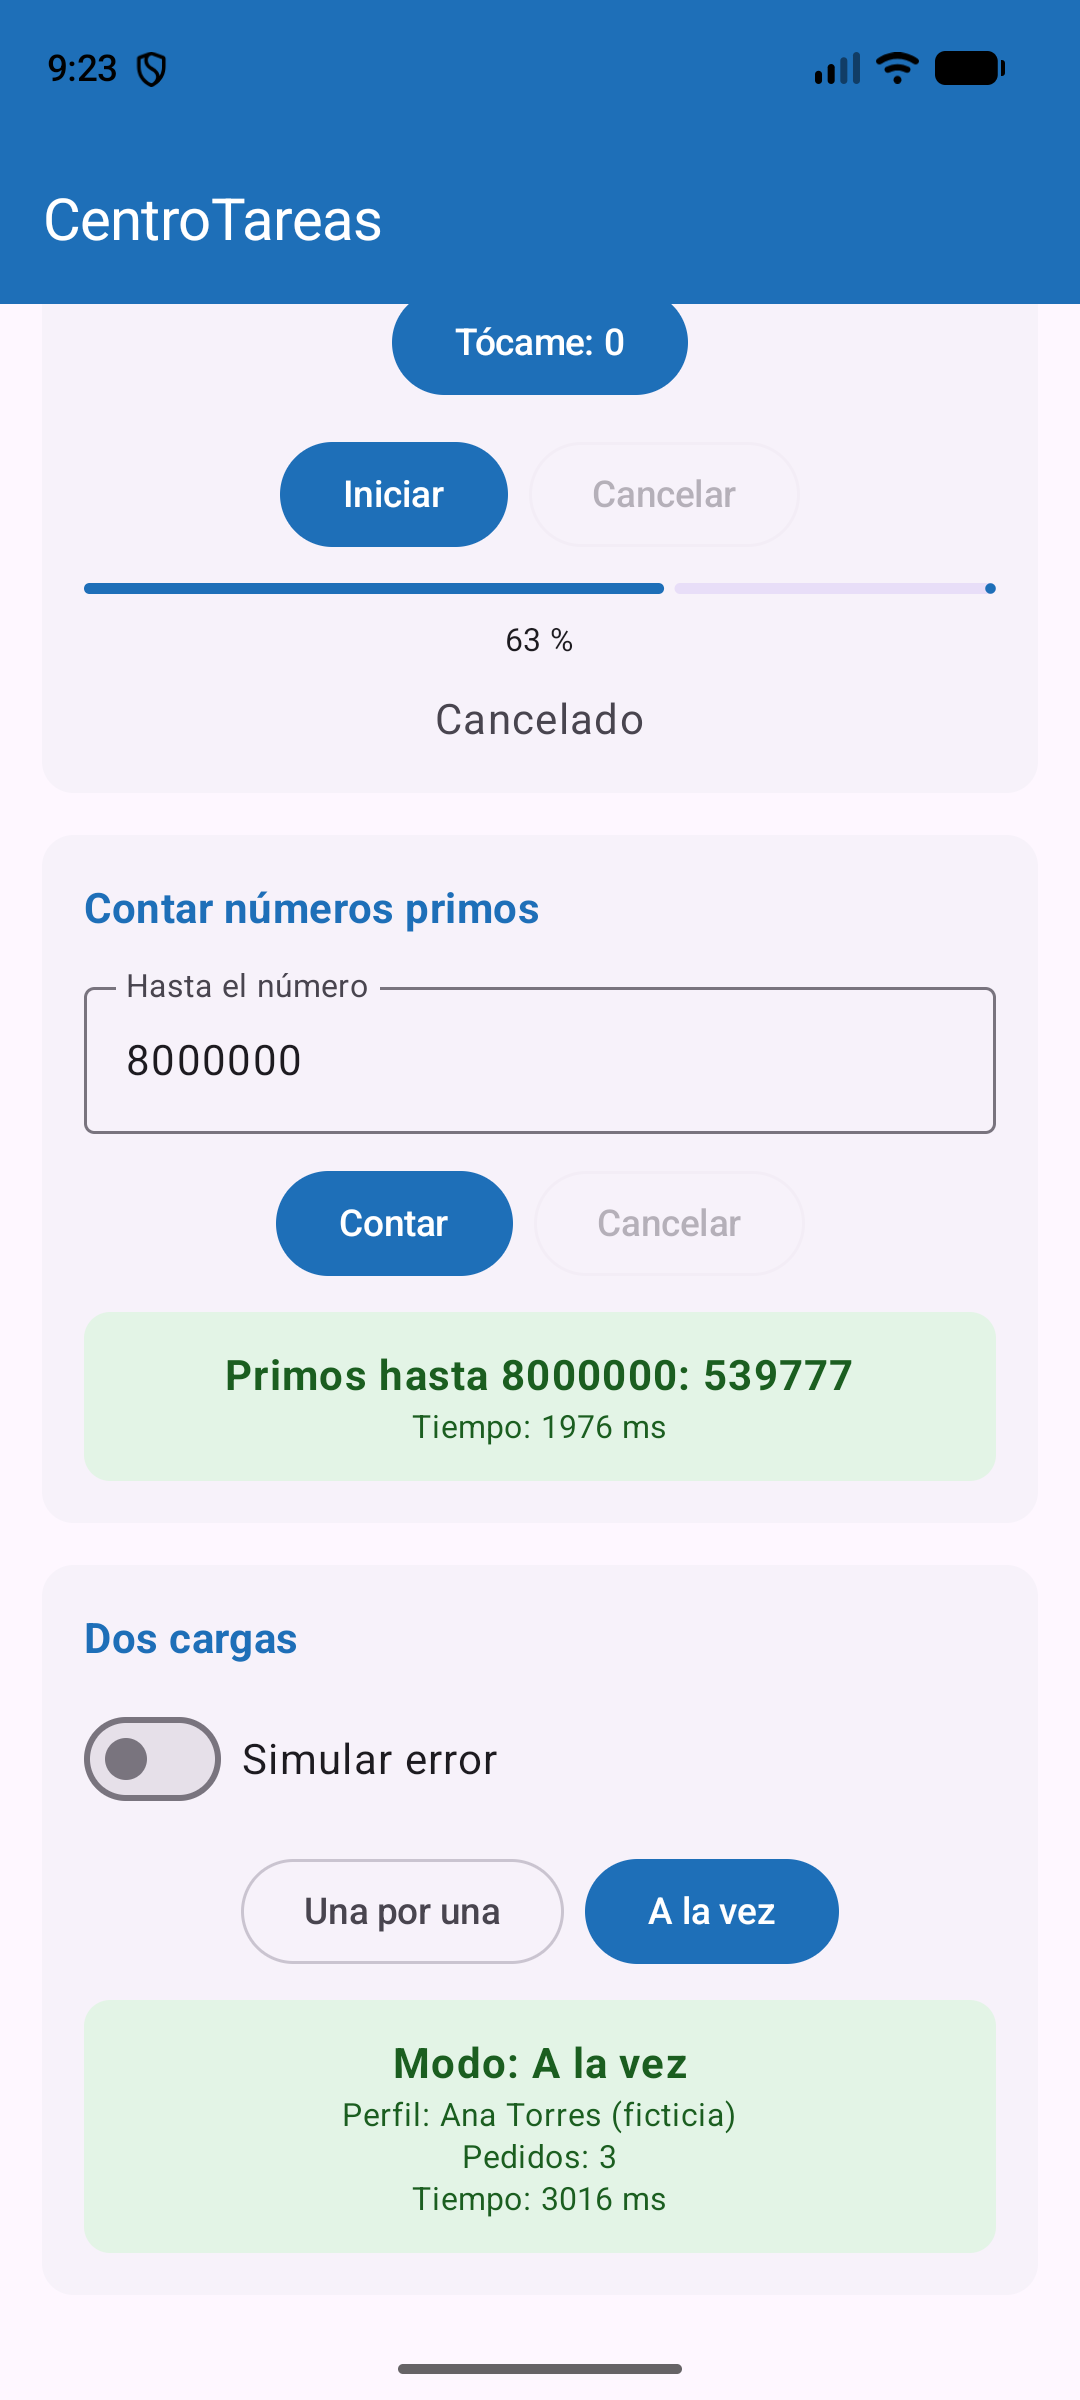 9:23
CentroTareas
Tócame: 0
Iniciar
Cancelar
63 %
Cancelado
Contar números primos
Hasta el número
8000000
Contar
Cancelar
Primos hasta 8000000: 539777
Tiempo: 1976 ms
Dos cargas
Simular error
Una por una
A la vez
Modo: A la vez
Perfil: Ana Torres (ficticia)
Pedidos: 3
Tiempo: 3016 ms